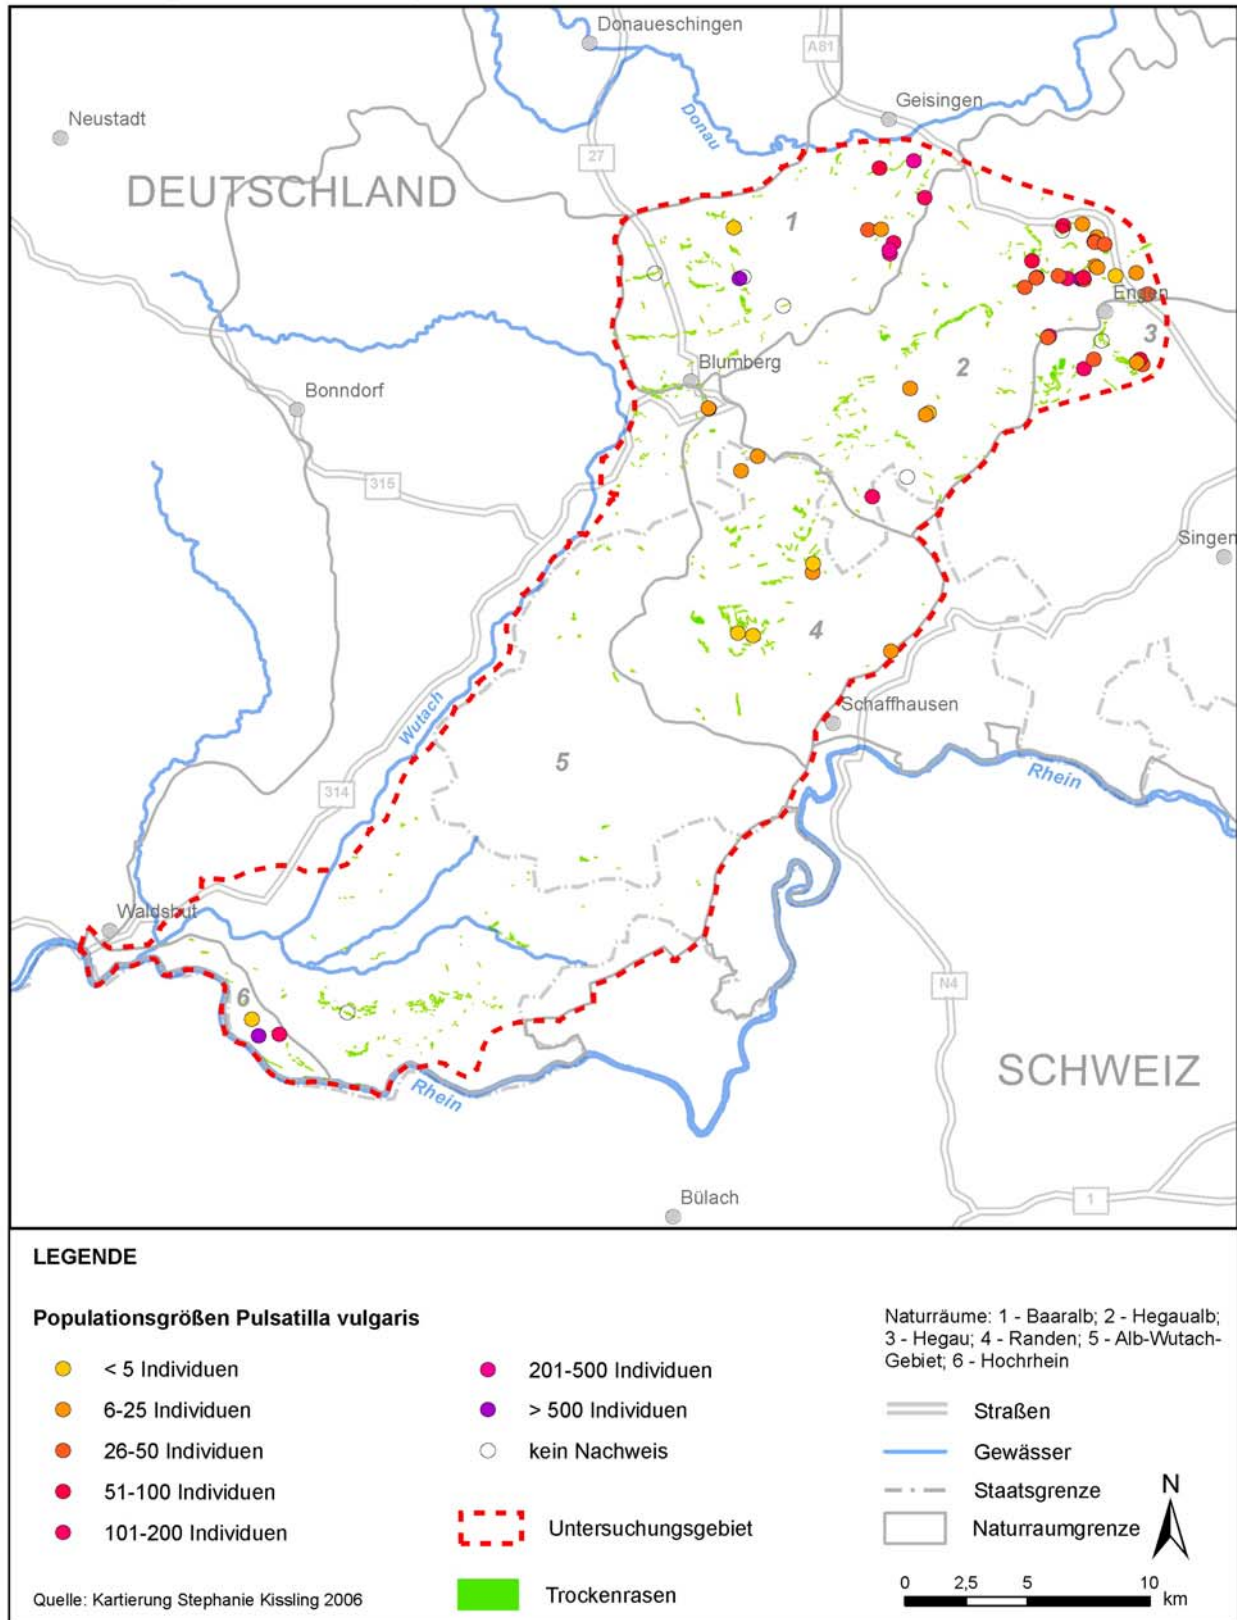 Donaueschingen
A81
Neustadt
Geisingen
Donau
27
DEUTSCHLAND
1
Engen
3
Blumberg
2
Bonndorf
315
Singen
4
Wutach
Schaffhausen
5
Rhein
314
Waldshut
N4
6
SCHWEIZ
Rhein
Bülach
1
LEGENDE
Populationsgrößen Pulsatilla vulgaris
< 5 Individuen
6-25 Individuen
26-50 Individuen
51-100 Individuen
101-200 Individuen
Quelle: Kartierung Stephanie Kissling 2006
201-500 Individuen
> 500 Individuen
kein Nachweis
Untersuchungsgebiet
Trockenrasen
Naturräume: 1 - Baaralb; 2 - Hegaualb;
3 - Hegau; 4 - Randen; 5 - Alb-Wutach-
Gebiet; 6 - Hochrhein
Straßen
Gewässer
Staatsgrenze
Naturraumgrenze
N
0 2,5 5 10
km